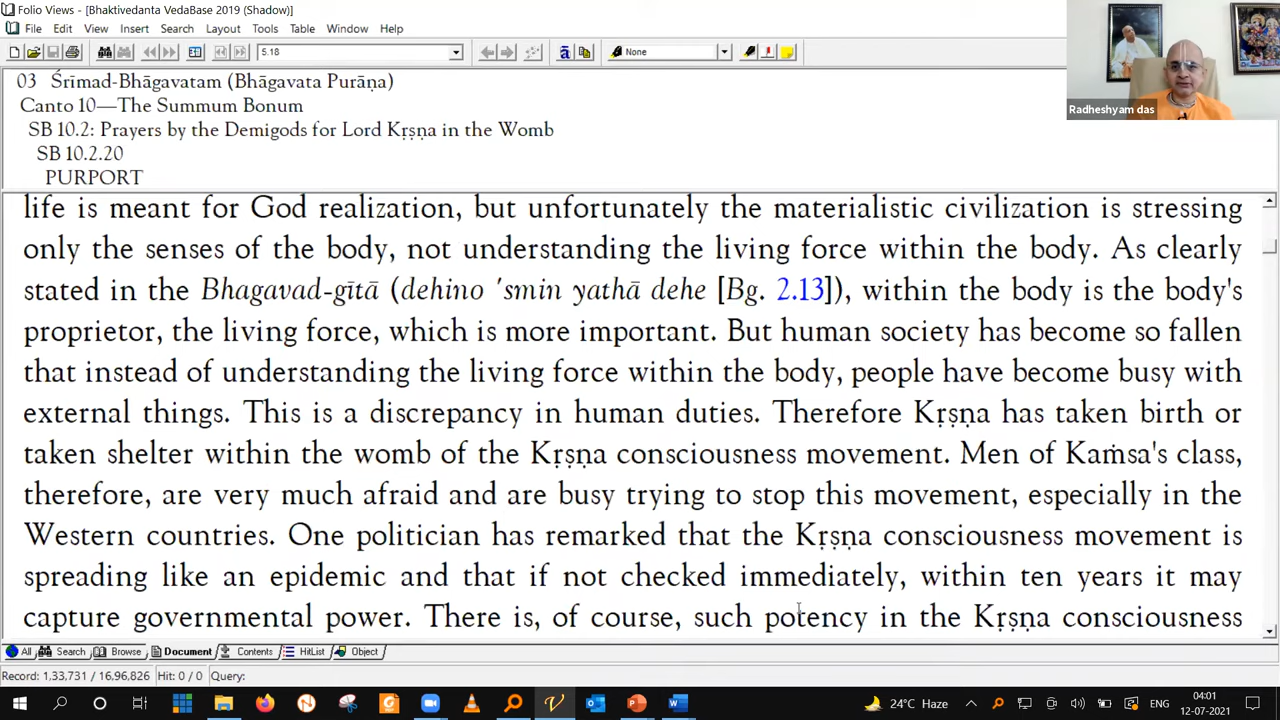 Folio Views - [Bhaktivedanta VedaBase 2019 (Shadow)]
File Edit View Insert Search Layout Tools Table Window Help
5.18
None
03 Śrīmad-Bhāgavatam (Bhāgavata Purāṇa)
Canto 10—The Summum Bonum
SB 10.2: Prayers by the Demigods for Lord Kṛṣṇa in the Womb
SB 10.2.20
PURPORT
Radheshyam das
life is meant for God realization, but unfortunately the materialistic civilization is stressing
only the senses of the body, not understanding the living force within the body. As clearly
stated in the Bhagavad-gītā (dehino 'smin yathā dehe [Bg. 2.13]), within the body is the body's
proprietor, the living force, which is more important. But human society has become so fallen
that instead of understanding the living force within the body, people have become busy with
external things. This is a discrepancy in human duties. Therefore Kṛṣṇa has taken birth or
taken shelter within the womb of the Kṛṣṇa consciousness movement. Men of Kaṁsa's class,
therefore, are very much afraid and are busy trying to stop this movement, especially in the
Western countries. One politician has remarked that the Kṛṣṇa consciousness movement is
spreading like an epidemic and that if not checked immediately, within ten years it may
capture governmental power. There is, of course, such potency in the Kṛṣṇa consciousness
All Search Browse Document Contents HitList Object
Record: 1,33,731 / 16,96,826 Hit: 0 / 0 Query:
24°C Haze ENG 04:01
12-07-2021